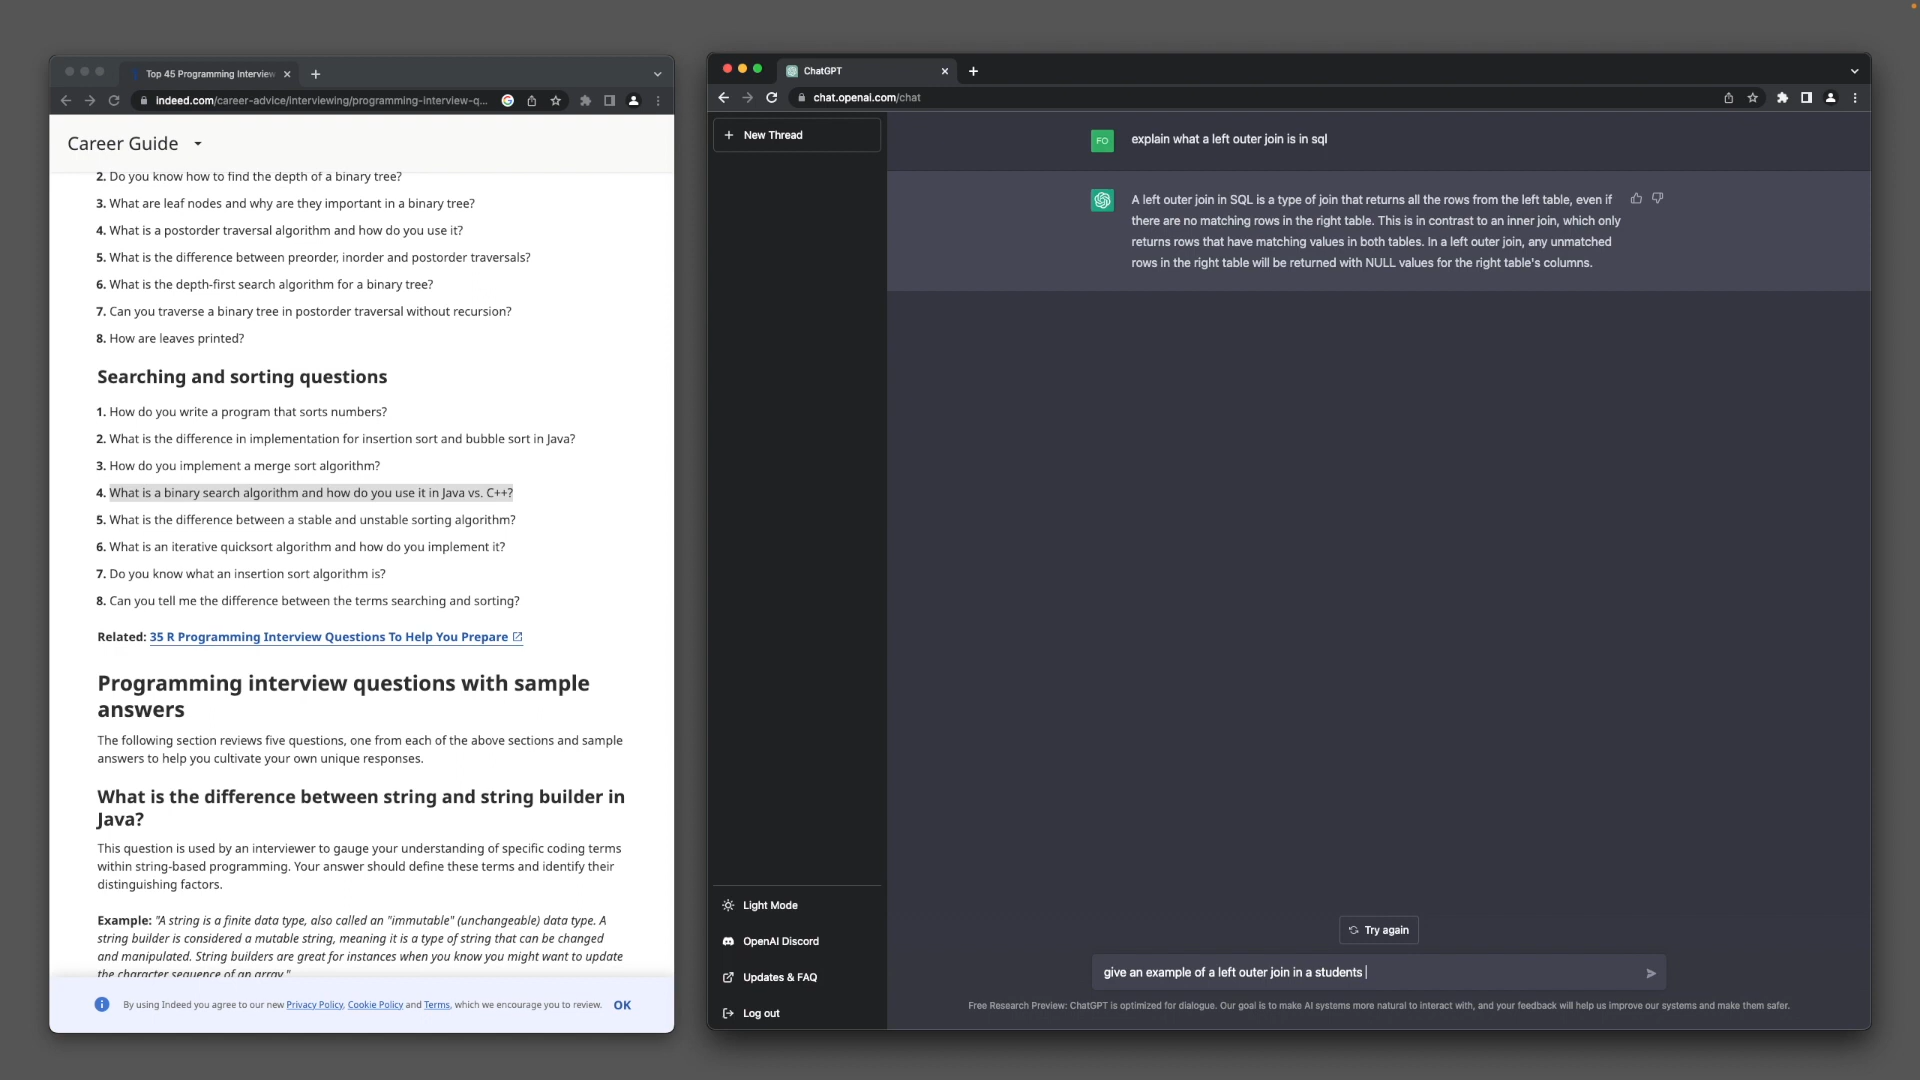 Top 45 Programming Interview
indeed.com/career-advice/interviewing/programming-interview-q...
Career Guide
2. Do you know how to find the depth of a binary tree?
3. What are leaf nodes and why are they important in a binary tree?
4. What is a postorder traversal algorithm and how do you use it?
5. What is the difference between preorder, inorder and postorder traversals?
6. What is the depth-first search algorithm for a binary tree?
7. Can you traverse a binary tree in postorder traversal without recursion?
8. How are leaves printed?
Searching and sorting questions
1. How do you write a program that sorts numbers?
2. What is the difference in implementation for insertion sort and bubble sort in Java?
3. How do you implement a merge sort algorithm?
4. What is a binary search algorithm and how do you use it in Java vs. C++?
5. What is the difference between a stable and unstable sorting algorithm?
6. What is an iterative quicksort algorithm and how do you implement it?
7. Do you know what an insertion sort algorithm is?
8. Can you tell me the difference between the terms searching and sorting?
Related: 35 R Programming Interview Questions To Help You Prepare
Programming interview questions with sample
answers
The following section reviews five questions, one from each of the above sections and sample
answers to help you cultivate your own unique responses.
What is the difference between string and string builder in
Java?
This question is used by an interviewer to gauge your understanding of specific coding terms
within string-based programming. Your answer should define these terms and identify their
distinguishing factors.
Example: "A string is a finite data type, also called an "immutable" (unchangeable) data type. A
string builder is considered a mutable string, meaning it is a type of string that can be changed
and manipulated. String builders are great for instances when you know you might want to update
the character sequence of an array."
By using Indeed you agree to our new Privacy Policy, Cookie Policy and Terms, which we encourage you to review. OK
ChatGPT
chat.openai.com/chat
New Thread
Light Mode
OpenAI Discord
Updates & FAQ
Log out
FO
explain what a left outer join is in sql
A left outer join in SQL is a type of join that returns all the rows from the left table, even if
there are no matching rows in the right table. This is in contrast to an inner join, which only
returns rows that have matching values in both tables. In a left outer join, any unmatched
rows in the right table will be returned with NULL values for the right table's columns.
Try again
give an example of a left outer join in a students
Free Research Preview: ChatGPT is optimized for dialogue. Our goal is to make AI systems more natural to interact with, and your feedback will help us improve our systems and make them safer.